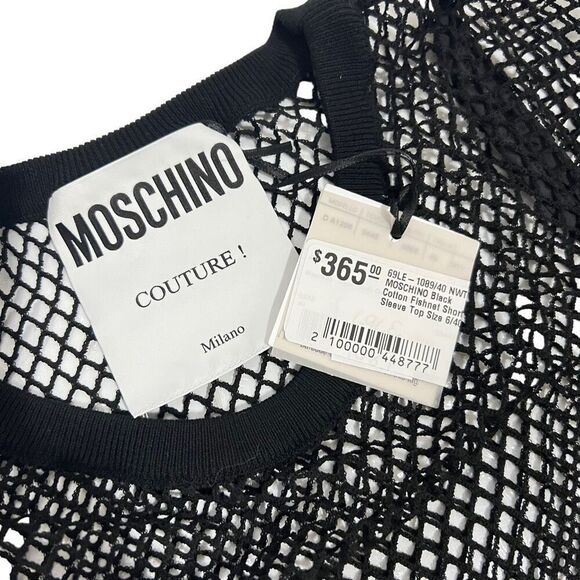 MOSCHINO
COUTURE !
Milano
$365.00
69LE-1089/40 NWT
MOSCHINO Black
Cotton Fishnet Short
Sleeve Top Size 6/40
2 100000 448777